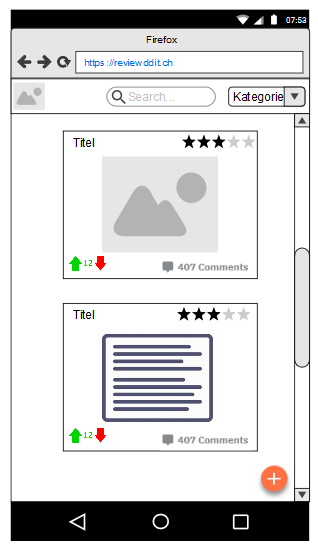 07:53
Firefox
https://reviewddit.ch
Search...
Kategorie
Titel
12
407 Comments
Titel
12
407 Comments